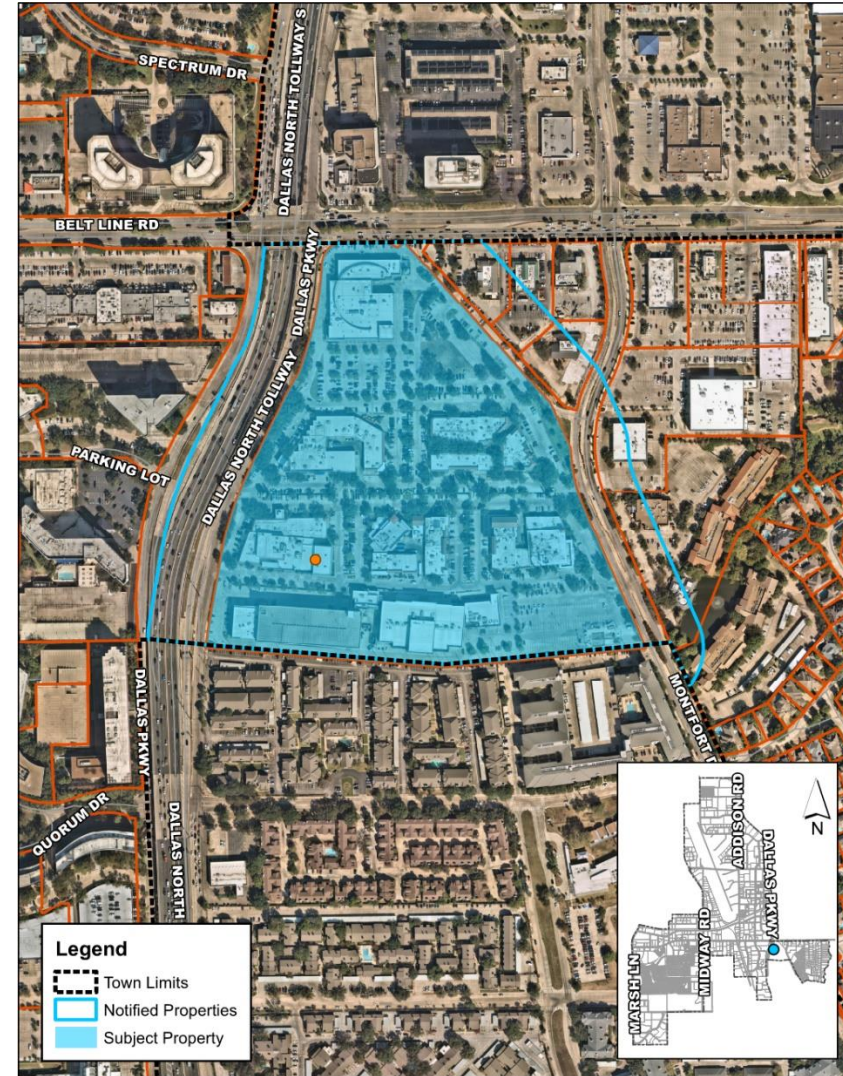 SPECTRUM DR
DALLAS NORTH TOLLWAY S
BELT LINE RD
DALLAS PKWY
DALLAS NORTH TOLLWAY
PARKING LOT
DALLAS PKWY
MONTFORT
QUORUM DR
DALLAS NORTH
Legend
Town Limits
Notified Properties
Subject Property
ADDISON RD
DALLAS PKWY
MIDWAY RD
MARSH LN
N